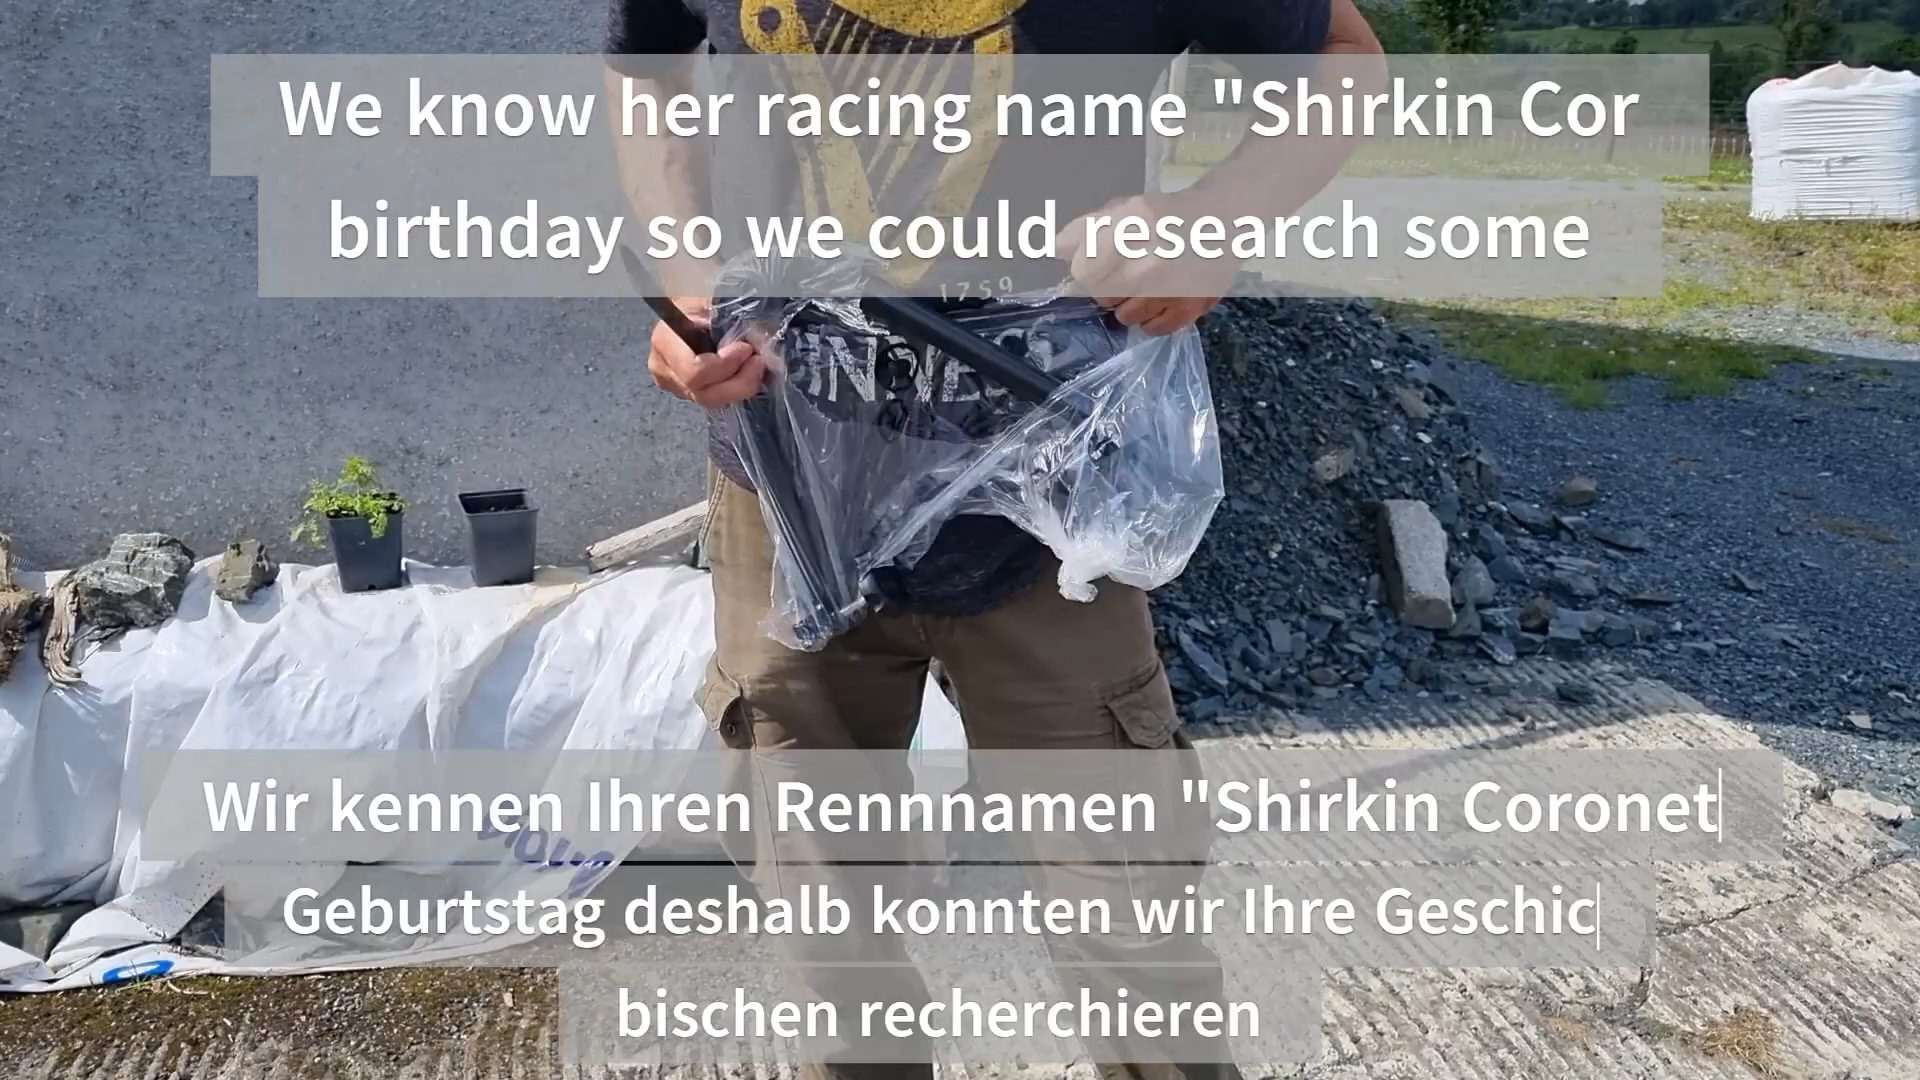 We know her racing name "Shirkin Cor
birthday so we could research some
1759
Wir kennen Ihren Rennnamen "Shirkin Coronet
Geburtstag deshalb konnten wir Ihre Geschic
bischen recherchieren